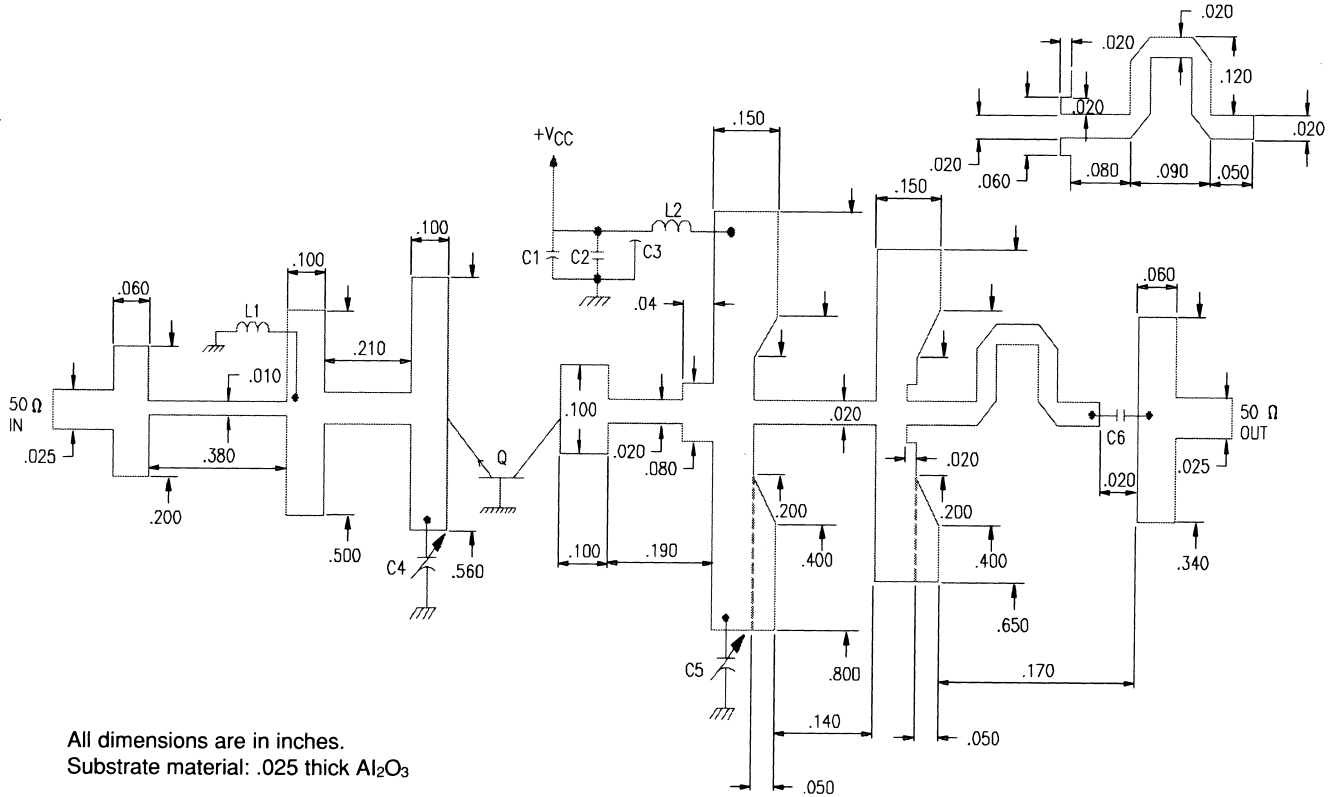 .020
.020
.120
.020
.020
.020
.060
.080
.090
.050
+VCC
.150
.150
L2
C1
C2
C3
.100
.100
.060
L1
.04
.060
.210
.010
50 Ω
IN
.025
.380
.200
.500
C4
.560
Q
.100
.020
.080
.100
.190
.020
.020
.200
.200
.400
.400
C6
.020
50 Ω
OUT
.025
.340
.650
.800
C5
.170
.140
.050
.050
All dimensions are in inches.
Substrate material: .025 thick Al₂O₃